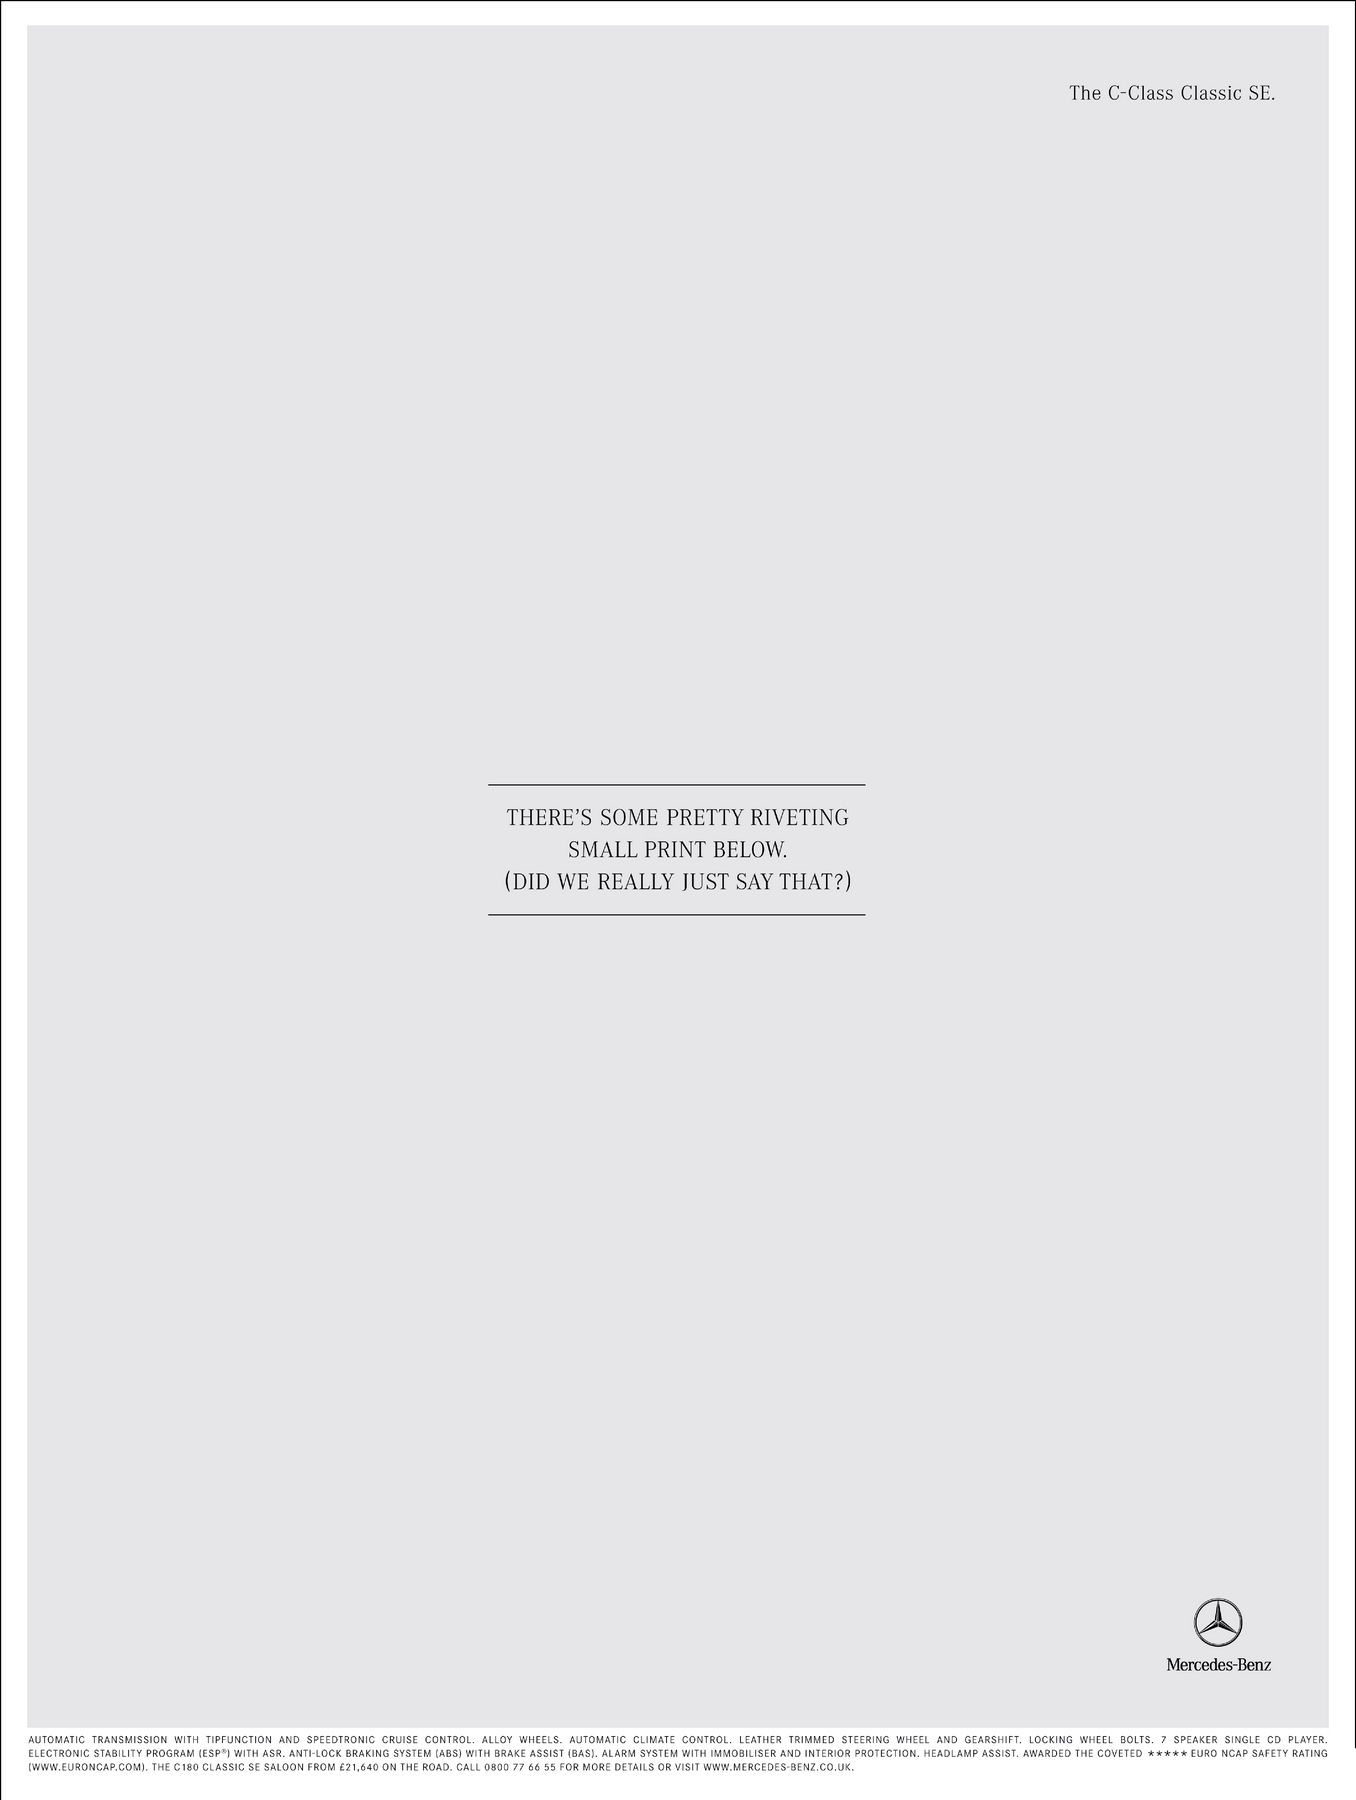 The C-Class Classic SE.
THERE’S SOME PRETTY RIVETING
SMALL PRINT BELOW.
(DID WE REALLY JUST SAY THAT?)
Mercedes-Benz
AUTOMATIC TRANSMISSION WITH TIPFUNCTION AND SPEEDTRONIC CRUISE CONTROL. ALLOY WHEELS. AUTOMATIC CLIMATE CONTROL. LEATHER TRIMMED STEERING WHEEL AND GEARSHIFT. LOCKING WHEEL BOLTS. 7 SPEAKER SINGLE CD PLAYER.
ELECTRONIC STABILITY PROGRAM (ESP®) WITH ASR. ANTI-LOCK BRAKING SYSTEM (ABS) WITH BRAKE ASSIST (BAS). ALARM SYSTEM WITH IMMOBILISER AND INTERIOR PROTECTION. HEADLAMP ASSIST. AWARDED THE COVETED ★★★★★ EURO NCAP SAFETY RATING
(WWW.EURONCAP.COM). THE C180 CLASSIC SE SALOON FROM £21,640 ON THE ROAD. CALL 0800 77 66 55 FOR MORE DETAILS OR VISIT WWW.MERCEDES-BENZ.CO.UK.